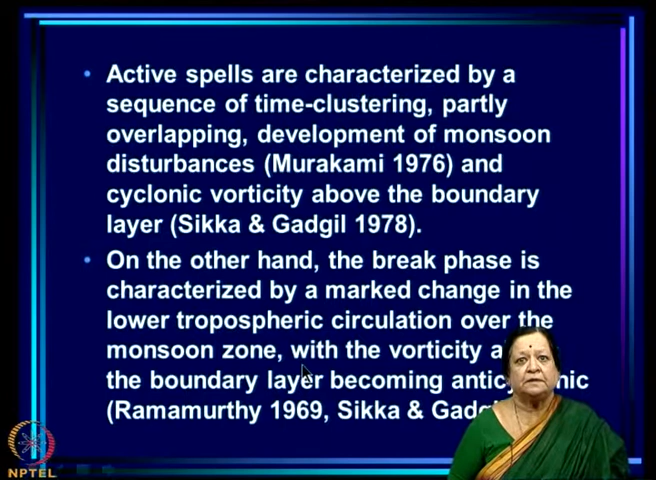 • Active spells are characterized by a
sequence of time-clustering, partly
overlapping, development of monsoon
disturbances (Murakami 1976) and
cyclonic vorticity above the boundary
layer (Sikka & Gadgil 1978).
• On the other hand, the break phase is
characterized by a marked change in the
lower tropospheric circulation over the
monsoon zone, with the vorticity
the boundary layer becoming
(Ramamurthy 1969, Sikka &
NPTEL